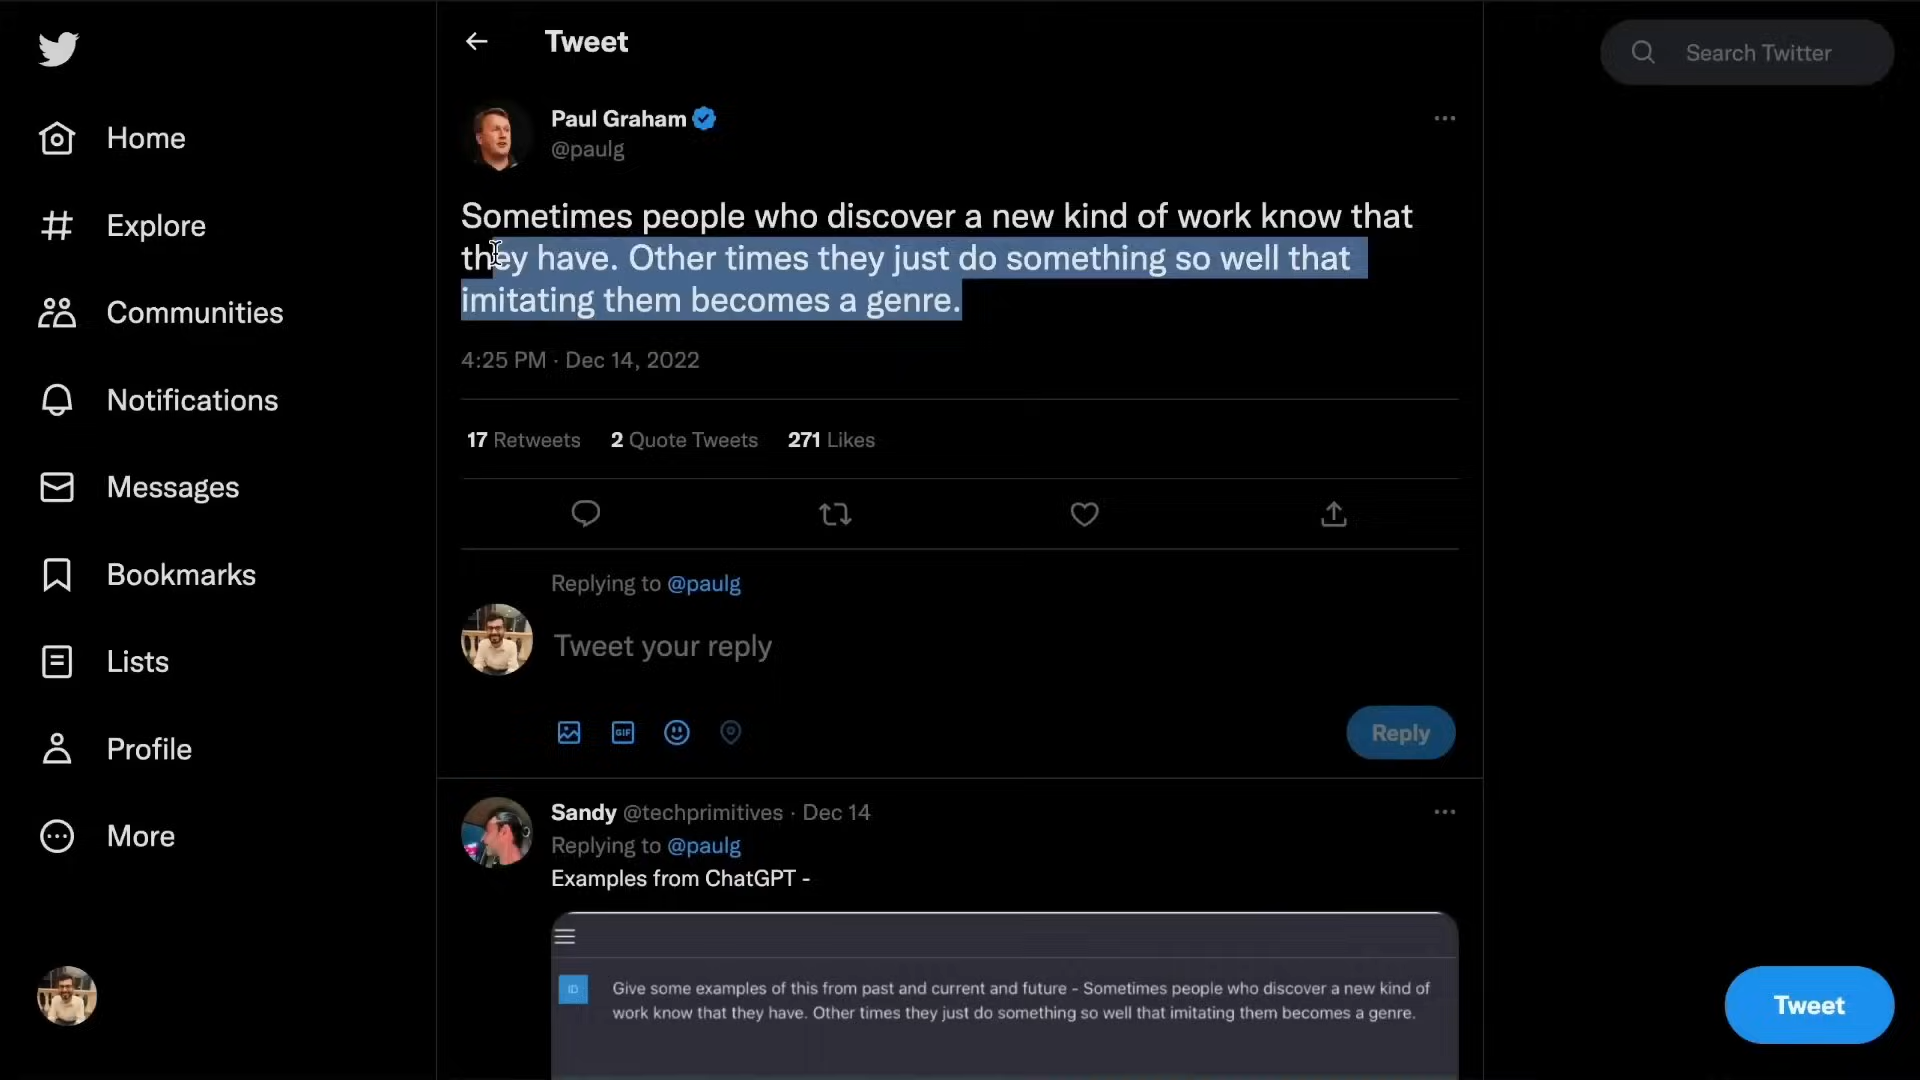 Tweet
Search Twitter
Home
Explore
Communities
Notifications
Messages
Bookmarks
Lists
Profile
More
Paul Graham
@paulg
Sometimes people who discover a new kind of work know that
they have. Other times they just do something so well that
imitating them becomes a genre.
4:25 PM · Dec 14, 2022
17 Retweets 2 Quote Tweets 271 Likes
Replying to @paulg
Tweet your reply
GIF
Reply
Sandy @techprimitives · Dec 14
Replying to @paulg
Examples from ChatGPT -
ID
Give some examples of this from past and current and future - Sometimes people who discover a new kind of
work know that they have. Other times they just do something so well that imitating them becomes a genre.
Tweet